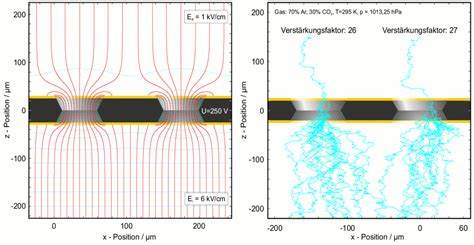 Eₐ = 1 kV/cm
U=250 V
Eᵢ = 6 kV/cm
z - Position / µm
200
100
0
-100
-200
0
100
200
x - Position / µm
Gas: 70% Ar, 30% CO₂, T=295 K, p = 1013,25 hPa
Verstärkungsfaktor: 26
Verstärkungsfaktor: 27
z - Position / µm
200
100
0
-100
-200
-200
-100
0
60
x - Position / µm